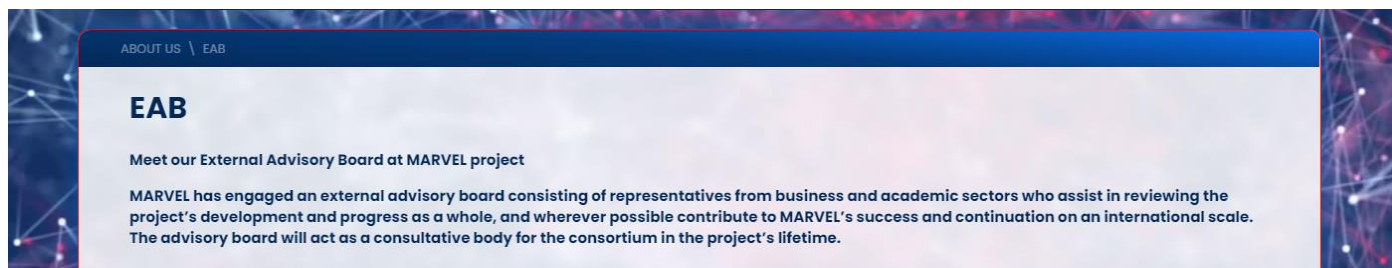 ABOUT US \ EAB
EAB
Meet our External Advisory Board at MARVEL project
MARVEL has engaged an external advisory board consisting of representatives from business and academic sectors who assist in reviewing the
project’s development and progress as a whole, and wherever possible contribute to MARVEL’s success and continuation on an international scale.
The advisory board will act as a consultative body for the consortium in the project’s lifetime.